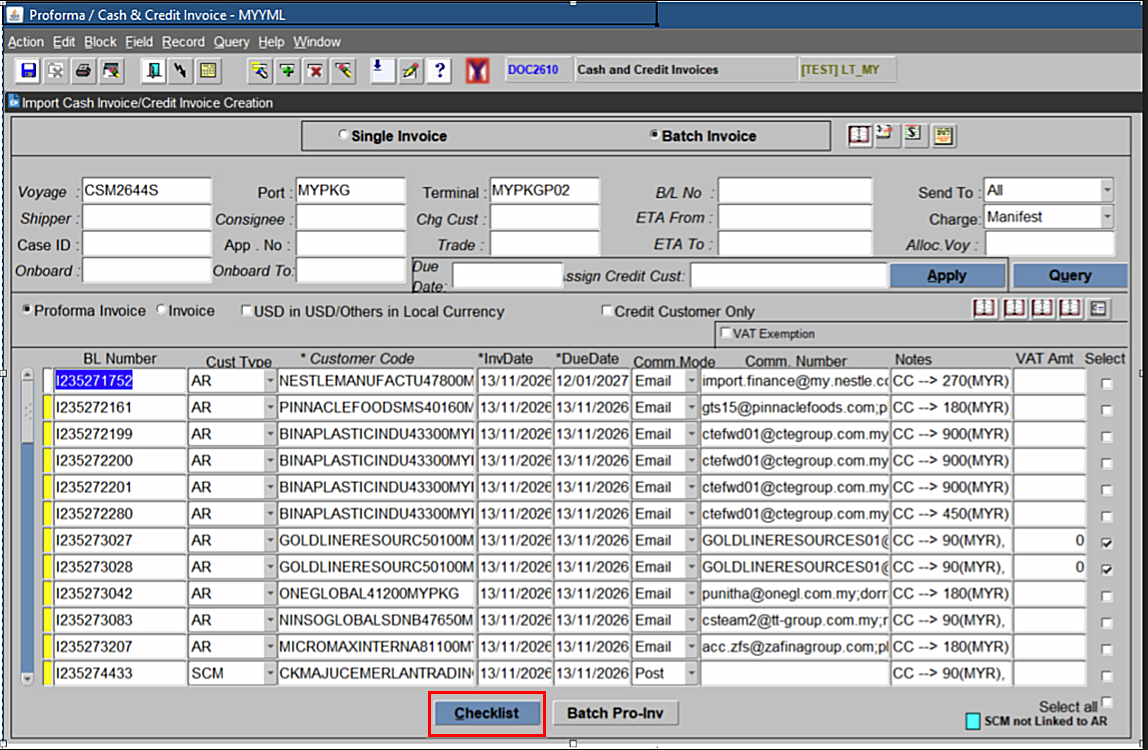 Proforma / Cash & Credit Invoice - MYYML
Action Edit Block Field Record Query Help Window
DOC2610 Cash and Credit Invoices [TEST] LT_MY
Import Cash Invoice/Credit Invoice Creation
Single Invoice Batch Invoice
Voyage : CSM2644S Port : MYPKG Terminal : MYPKGP02 B/L No : Send To : All
Shipper : Consignee : Chg Cust : ETA From : Charge: Manifest
Case ID : App . No : Trade : ETA To : Alloc.Voy :
Onboard : Onboard To: Due Date: ssign Credit Cust: Apply Query
Proforma Invoice Invoice USD in USD/Others in Local Currency Credit Customer Only
VAT Exemption
BL Number Cust Type * Customer Code *InvDate *DueDate Comm.Mode Comm. Number Notes VAT Amt Select
I235271752 AR NESTLEMANUFACTU47800M 13/11/2026 12/01/2027 Email import.finance@my.nestle.co CC --> 270(MYR)
I235272161 AR PINNACLEFOODSMS40160M 13/11/2026 13/11/2026 Email gts15@pinnaclefoods.com;p CC --> 180(MYR)
I235272199 AR BINAPLASTICINDU43300MYI 13/11/2026 13/11/2026 Email ctefwd01@ctegroup.com.my CC --> 900(MYR)
I235272200 AR BINAPLASTICINDU43300MYI 13/11/2026 13/11/2026 Email ctefwd01@ctegroup.com.my CC --> 900(MYR)
I235272201 AR BINAPLASTICINDU43300MYI 13/11/2026 13/11/2026 Email ctefwd01@ctegroup.com.my CC --> 900(MYR)
I235272280 AR BINAPLASTICINDU43300MYI 13/11/2026 13/11/2026 Email ctefwd01@ctegroup.com.my CC --> 450(MYR)
I235273027 AR GOLDLINERESOURC50100M 13/11/2026 13/11/2026 Email GOLDLINERESOURCES01@ CC --> 90(MYR), 0
I235273028 AR GOLDLINERESOURC50100M 13/11/2026 13/11/2026 Email GOLDLINERESOURCES01@ CC --> 90(MYR), 0
I235273042 AR ONEGLOBAL41200MYPKG 13/11/2026 13/11/2026 Email punitha@onegl.com.my;dorr CC --> 180(MYR)
I235273083 AR NINSOGLOBALSDNB47650M 13/11/2026 13/11/2026 Email csteam2@tt-group.com.my;r CC --> 90(MYR),
I235273207 AR MICROMAXINTERNA81100M 13/11/2026 13/11/2026 Email acc.zfs@zafinagroup.com;pl CC --> 180(MYR)
I235274433 SCM CKMAJUCEMERLANTRADIN 13/11/2026 13/11/2026 Post CC --> 90(MYR),
Checklist Batch Pro-Inv Select all
SCM not Linked to AR